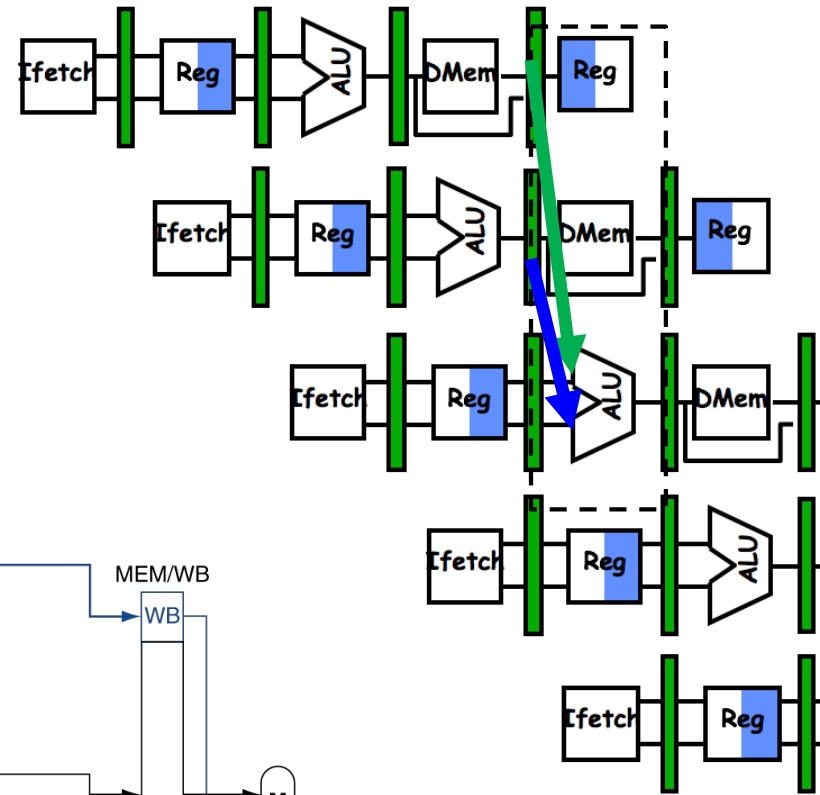 Ifetch Reg ALU DMem Reg
Ifetch Reg ALU DMem Reg
Ifetch Reg ALU DMem
Ifetch Reg ALU
MEM/WB
WB
Ifetch Reg